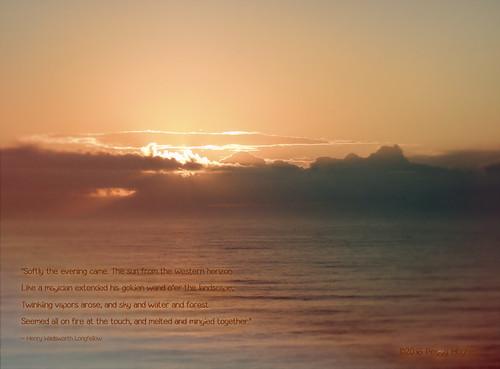 "Softly the evening came. The sun from the western horizon
Like a magician extended his golden wand o'er the landscape;
Twinkling vapors arose; and sky and water and forest
Seemed all on fire at the touch, and melted and mingled together."
~ Henry Wadsworth Longfellow
Peggy